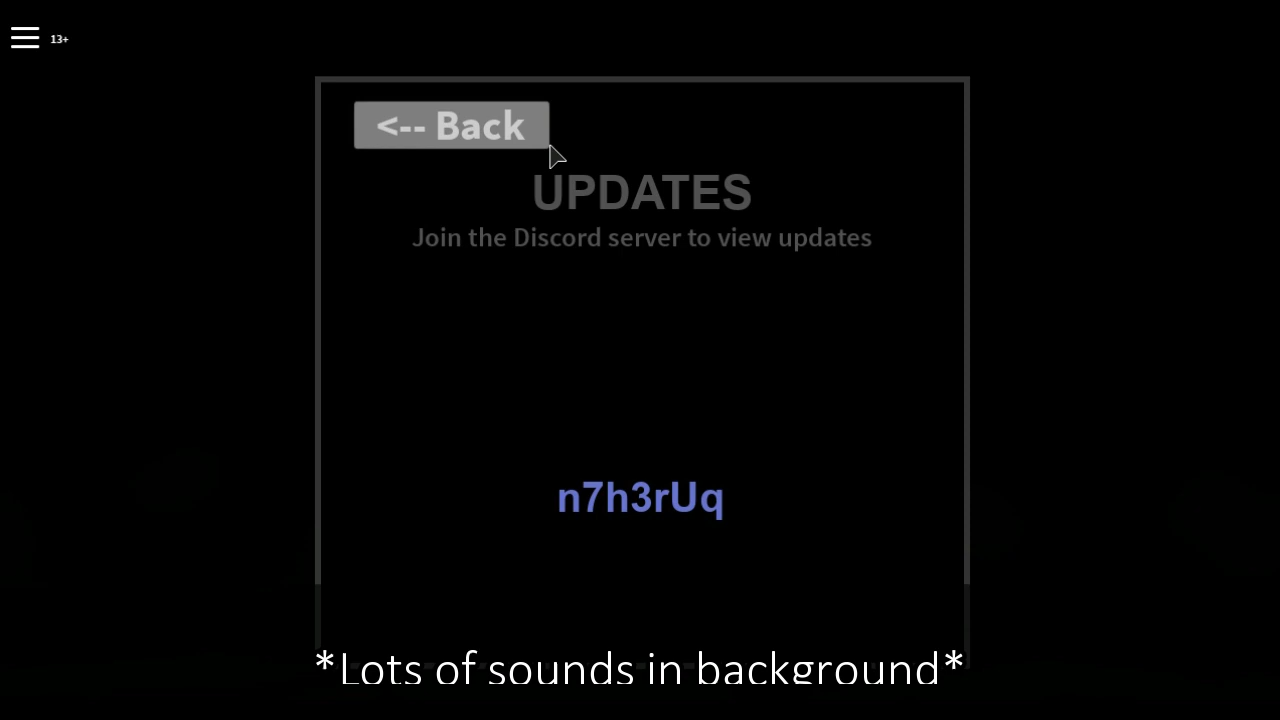 13+
<-- Back
UPDATES
Join the Discord server to view updates
n7h3rUq
*Lots of sounds in background*